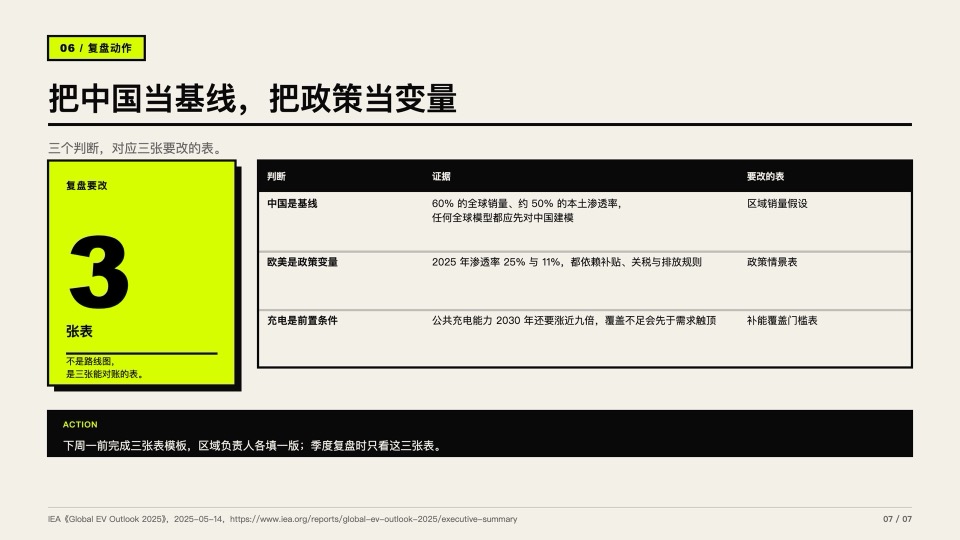 06 / 复盘动作
把中国当基线，把政策当变量
三个判断，对应三张要改的表。
复盘要改
3
张表
不是路线图，
是三张能对账的表。
判断 证据 要改的表
中国是基线 60% 的全球销量、约 50% 的本土渗透率， 区域销量假设
任何全球模型都应先对中国建模
欧美是政策变量 2025 年渗透率 25% 与 11%，都依赖补贴、关税与排放规则 政策情景表
充电是前置条件 公共充电能力 2030 年还要涨近九倍，覆盖不足会先于需求触顶 补能覆盖门槛表
ACTION
下周一前完成三张表模板，区域负责人各填一版；季度复盘时只看这三张表。
IEA《Global EV Outlook 2025》，2025-05-14，https://www.iea.org/reports/global-ev-outlook-2025/executive-summary 07 / 07